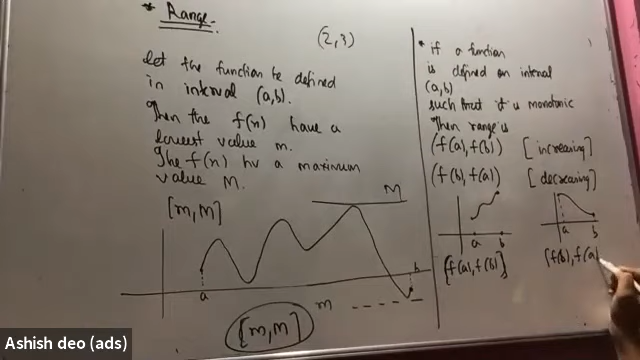 * Range.
(2,3)
let the function be defined
in interval (a,b).
Then the f(x) have a
lowest value m.
The f(x) hv a maximum
value M.
[m,M]
M
a
b
m
[m,M]
* if a function
is defined on interval
(a,b)
such that it is monotonic
Then range is
(f(a), f(b)) [increasing]
(f(b), f(a)) [decreasing]
a b
a b
[f(a), f(b)]
[f(b), f(a)
Ashish deo (ads)